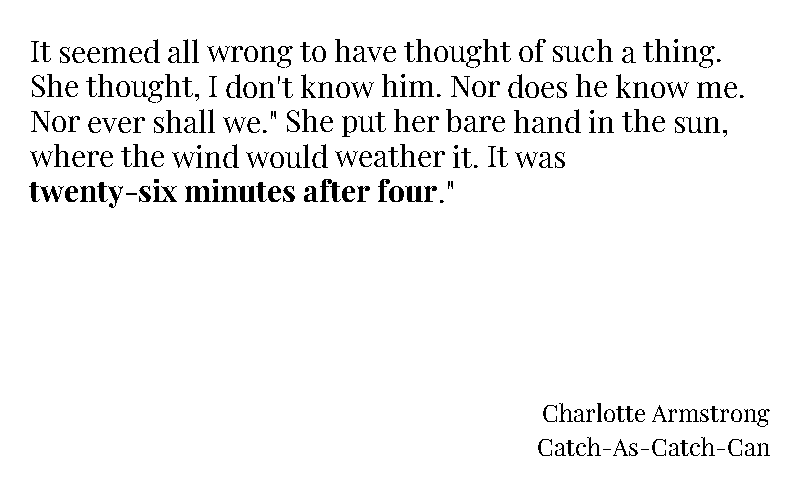 It seemed all wrong to have thought of such a thing.
She thought, I don't know him. Nor does he know me.
Nor ever shall we." She put her bare hand in the sun,
where the wind would weather it. It was
twenty-six minutes after four."
Charlotte Armstrong
Catch-As-Catch-Can